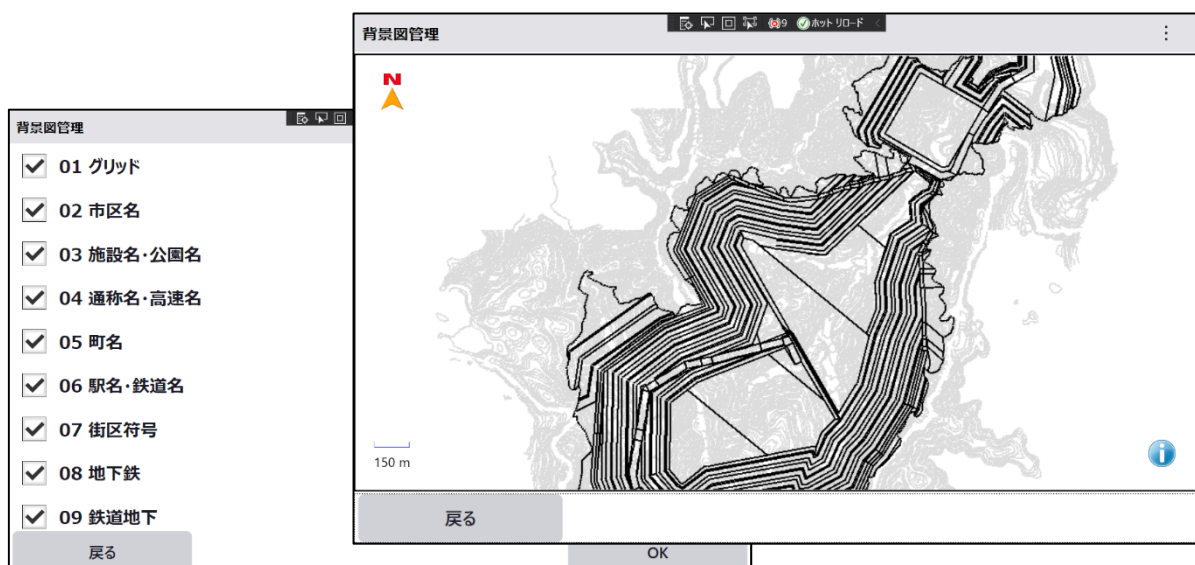 背景図管理
01 グリッド
02 市区名
03 施設名・公園名
04 通称名・高速名
05 町名
06 駅名・鉄道名
07 街区符号
08 地下鉄
09 鉄道地下
戻る
OK
背景図管理
9
ホット リロード
N
150 m
i
戻る